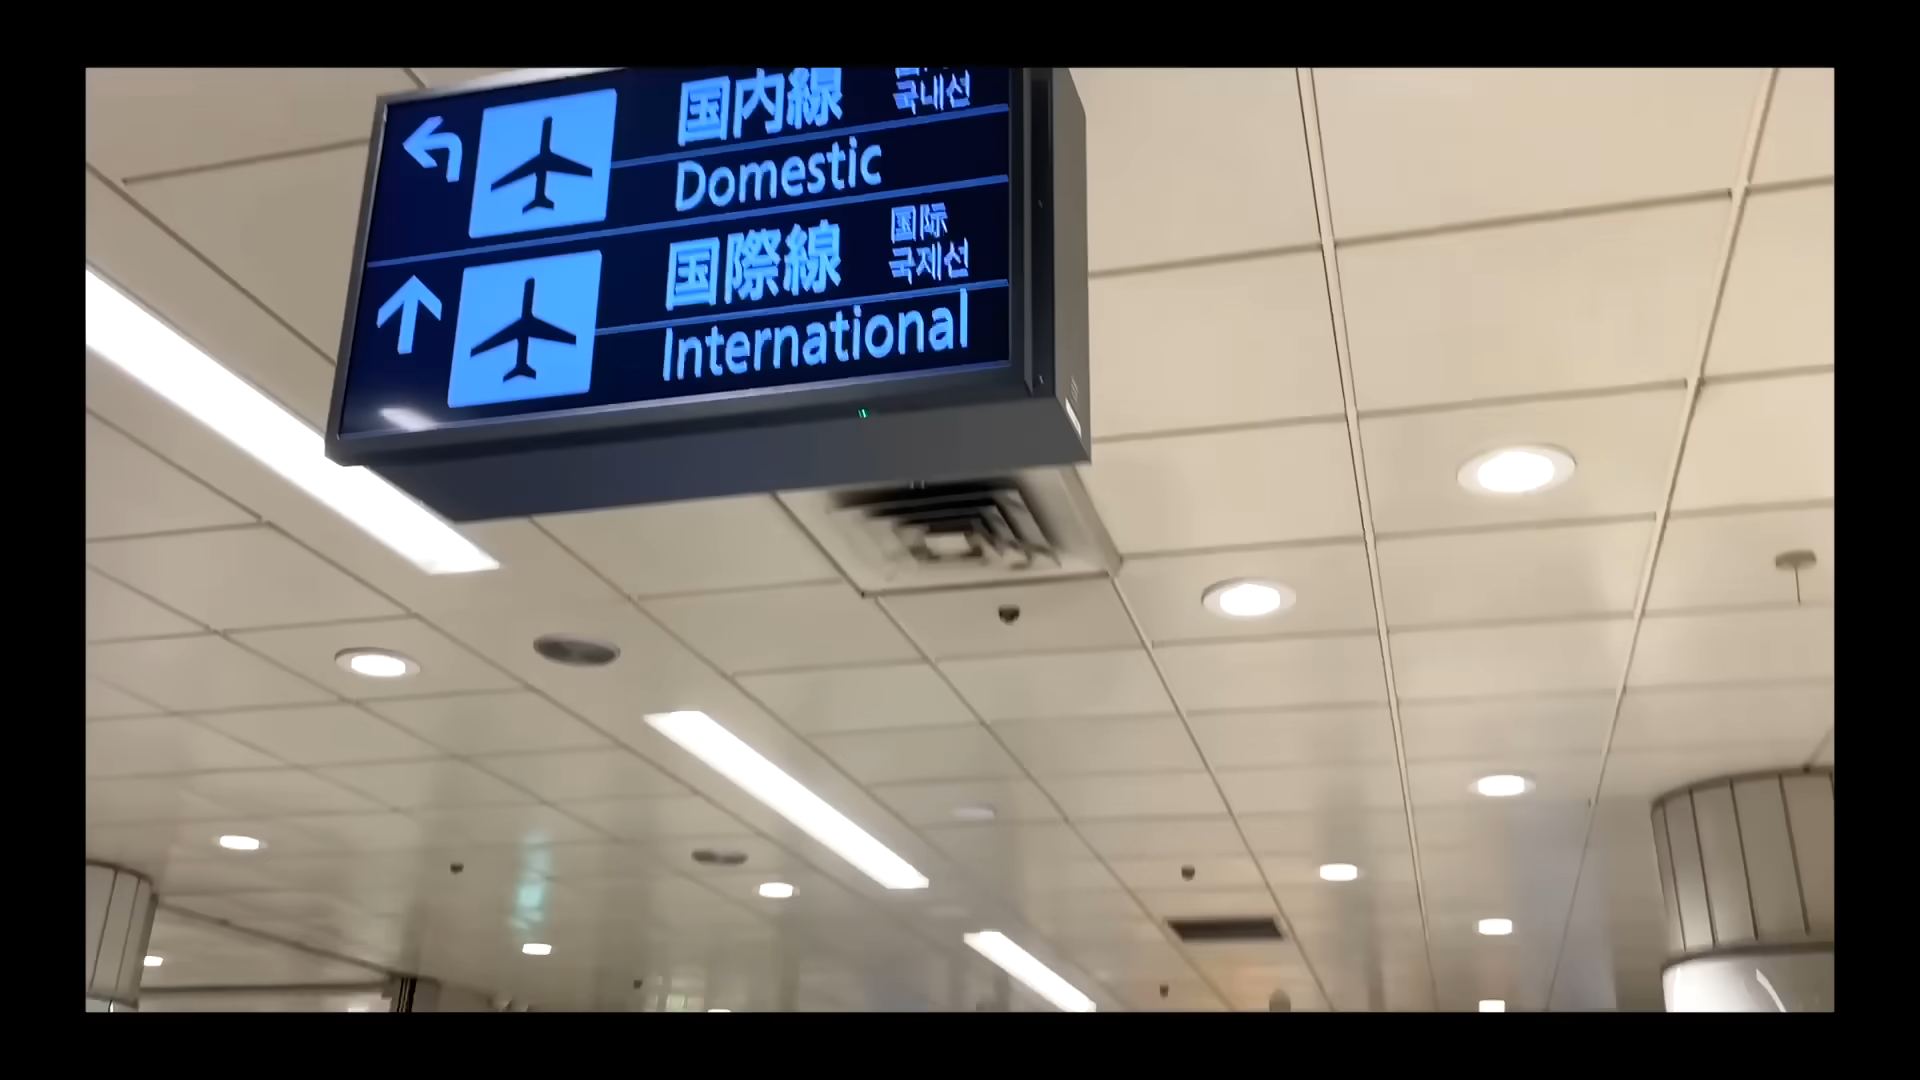 国内線
국내선
Domestic
国際線
国际
국제선
International